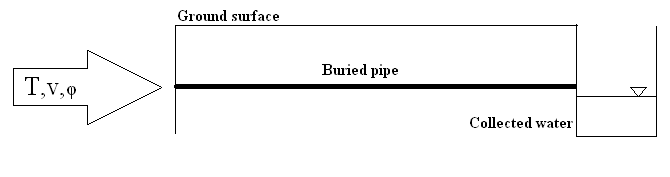 Ground surface
T,V,φ
Buried pipe
Collected water